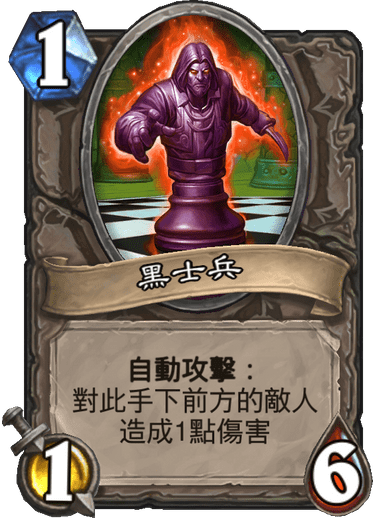 1
黑士兵
自動攻擊：
對此手下前方的敵人
造成1點傷害
1
6